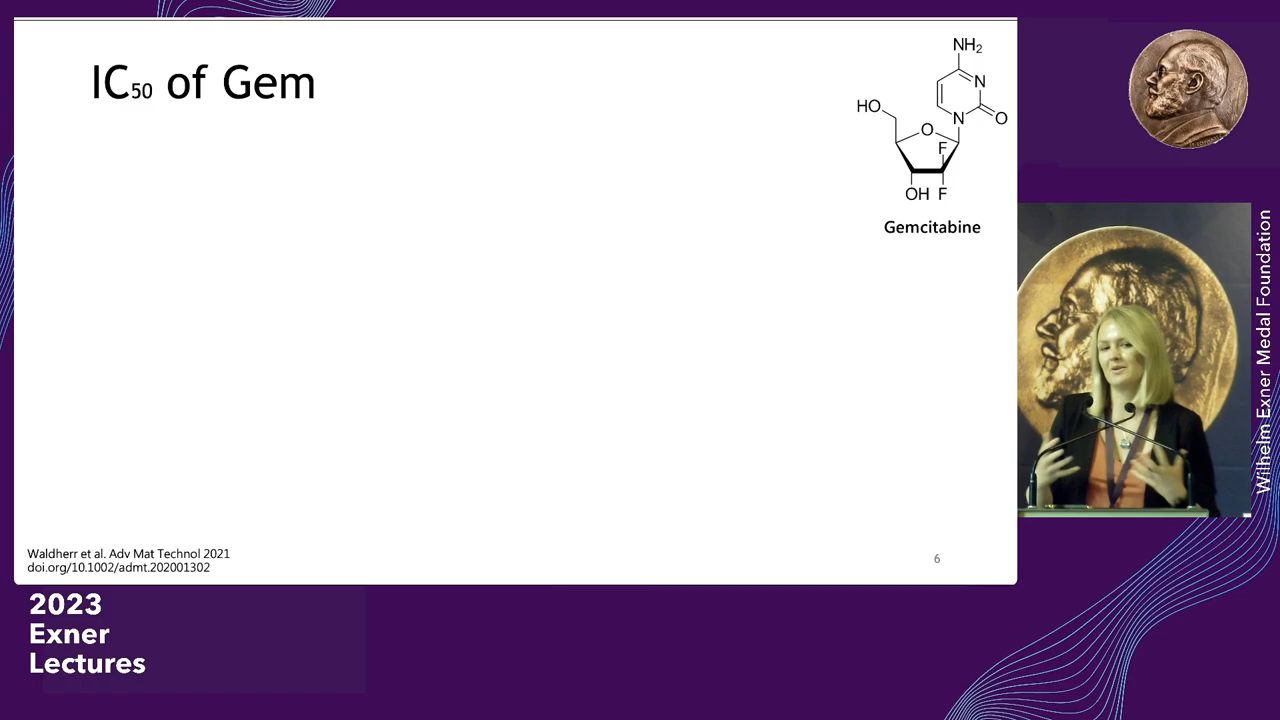 IC50 of Gem
NH2
N
HO
N
O
O
F
OH
F
Gemcitabine
Waldherr et al. Adv Mat Technol 2021
doi.org/10.1002/admt.202001302
6
Wilhelm Exner Medal Foundation
2023
Exner
Lectures